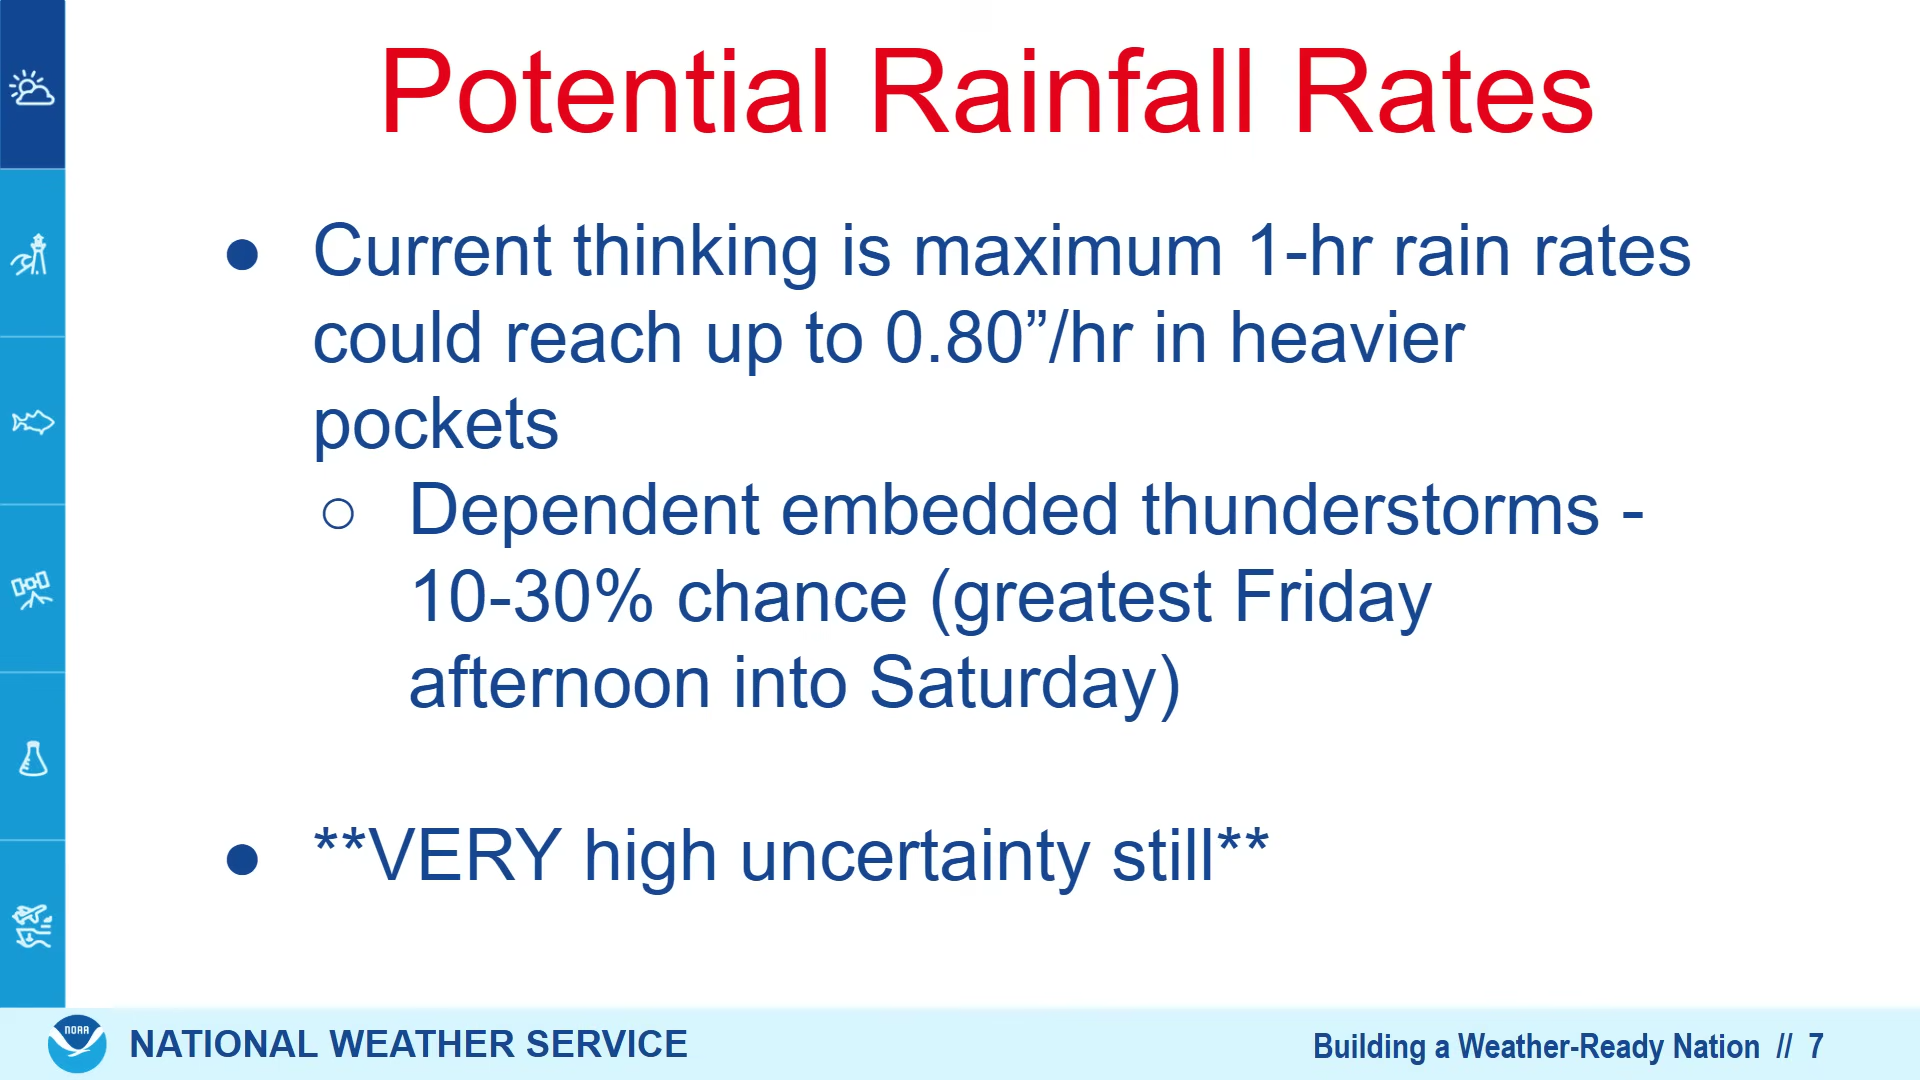 Potential Rainfall Rates
● Current thinking is maximum 1-hr rain rates
could reach up to 0.80”/hr in heavier
pockets
○ Dependent embedded thunderstorms -
10-30% chance (greatest Friday
afternoon into Saturday)
● **VERY high uncertainty still**
NOAA
NATIONAL WEATHER SERVICE
Building a Weather-Ready Nation // 7